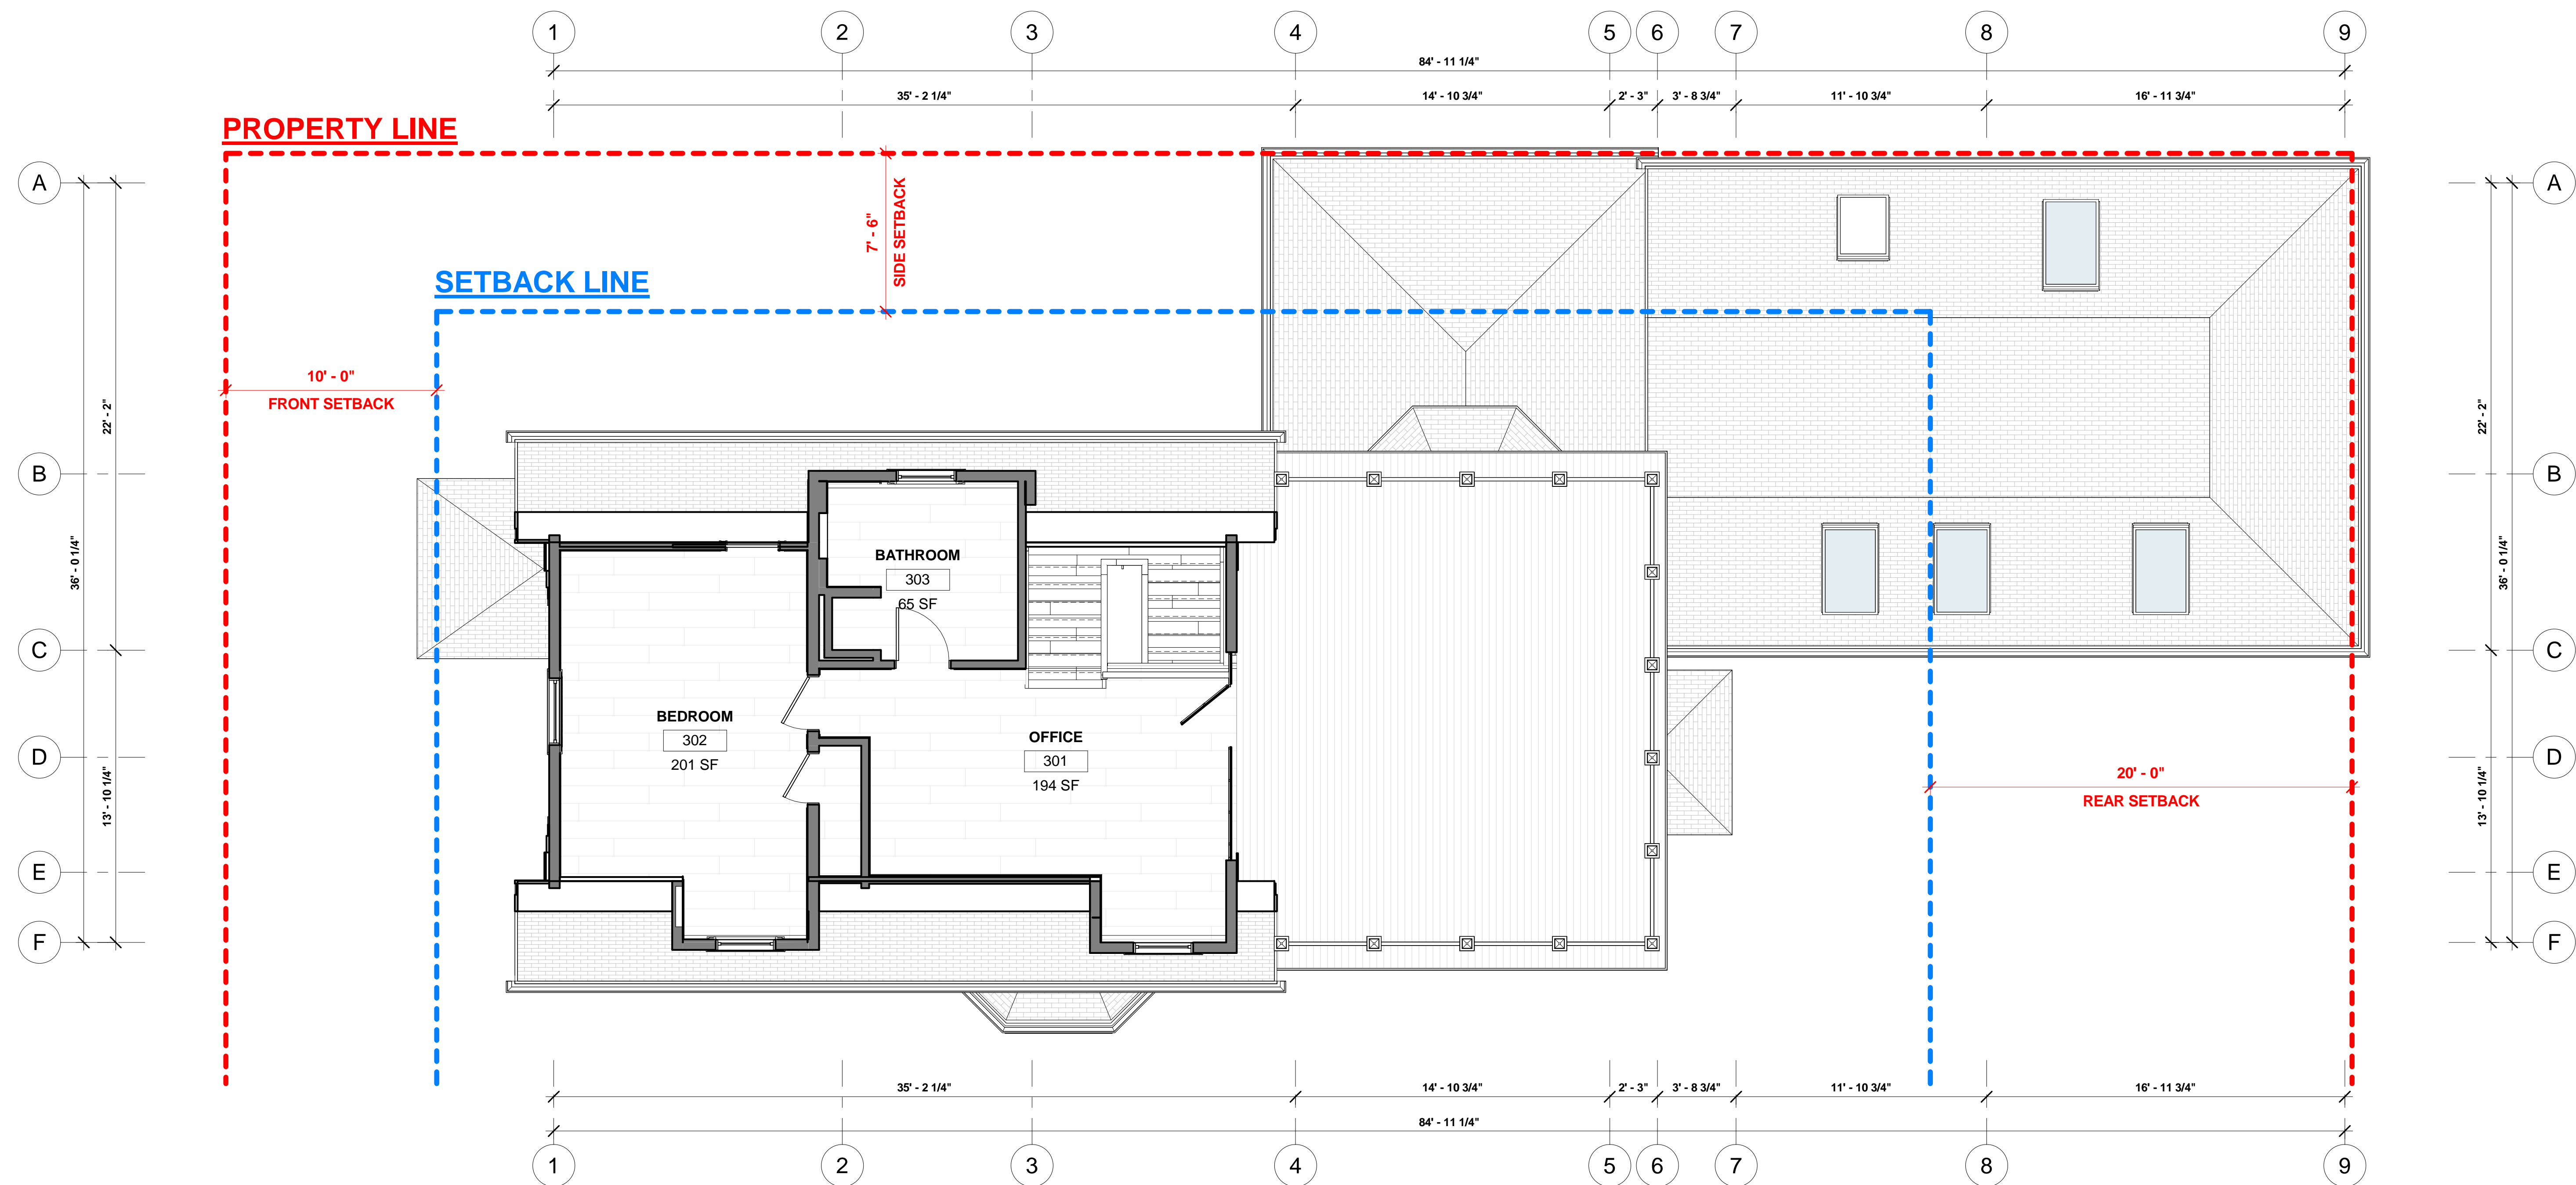 1 2 3 4 5 6 7 8 9
84' - 11 1/4"
35' - 2 1/4" 14' - 10 3/4" 2' - 3" 3' - 8 3/4" 11' - 10 3/4" 16' - 11 3/4"
PROPERTY LINE
A A
7' - 6"
SIDE SETBACK
SETBACK LINE
10' - 0"
FRONT SETBACK
22' - 2" 22' - 2"
B B
36' - 0 1/4" 36' - 0 1/4"
BATHROOM
303
65 SF
C C
BEDROOM
302
201 SF
OFFICE
301
194 SF
D D
20' - 0"
REAR SETBACK
13' - 10 1/4" 13' - 10 1/4"
E E
F F
35' - 2 1/4" 14' - 10 3/4" 2' - 3" 3' - 8 3/4" 11' - 10 3/4" 16' - 11 3/4"
84' - 11 1/4"
1 2 3 4 5 6 7 8 9